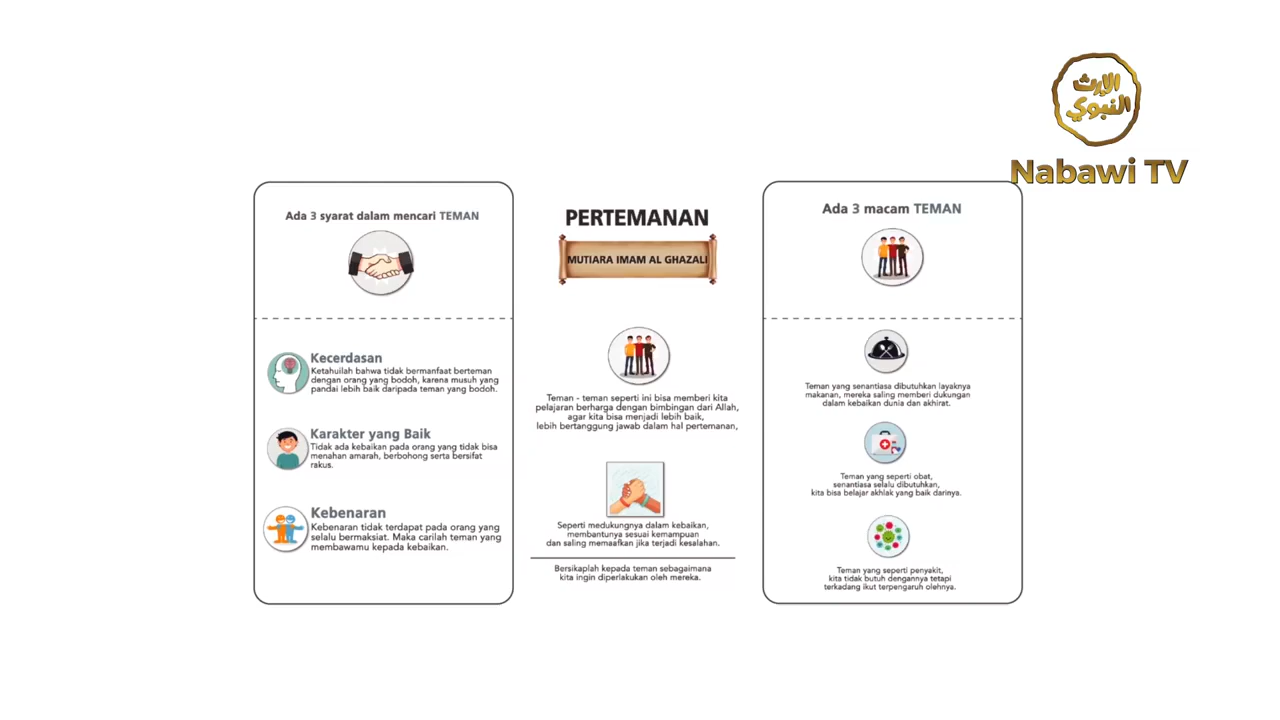 الإرث
النبوي
Nabawi TV
Ada 3 syarat dalam mencari TEMAN
Kecerdasan
Ketahuilah bahwa tidak bermanfaat berteman
dengan orang yang bodoh, karena musuh yang
pandai lebih baik daripada teman yang bodoh.
Karakter yang Baik
Tidak ada kebaikan pada orang yang tidak bisa
menahan amarah, berbohong serta bersifat
rakus.
Kebenaran
Kebenaran tidak terdapat pada orang yang
selalu bermaksiat. Maka carilah teman yang
membawamu kepada kebaikan.
PERTEMANAN
MUTIARA IMAM AL GHAZALI
Teman - teman seperti ini bisa memberi kita
pelajaran berharga dengan bimbingan dari Allah,
agar kita bisa menjadi lebih baik,
lebih bertanggung jawab dalam hal pertemanan,
Seperti medukungnya dalam kebaikan,
membantunya sesuai kemampuan
dan saling memaafkan jika terjadi kesalahan.
Bersikaplah kepada teman sebagaimana
kita ingin diperlakukan oleh mereka.
Ada 3 macam TEMAN
Teman yang senantiasa dibutuhkan layaknya
makanan, mereka saling memberi dukungan
dalam kebaikan dunia dan akhirat.
Teman yang seperti obat,
senantiasa selalu dibutuhkan,
kita bisa belajar akhlak yang baik darinya.
Teman yang seperti penyakit,
kita tidak butuh dengannya tetapi
terkadang ikut terpengaruh olehnya.